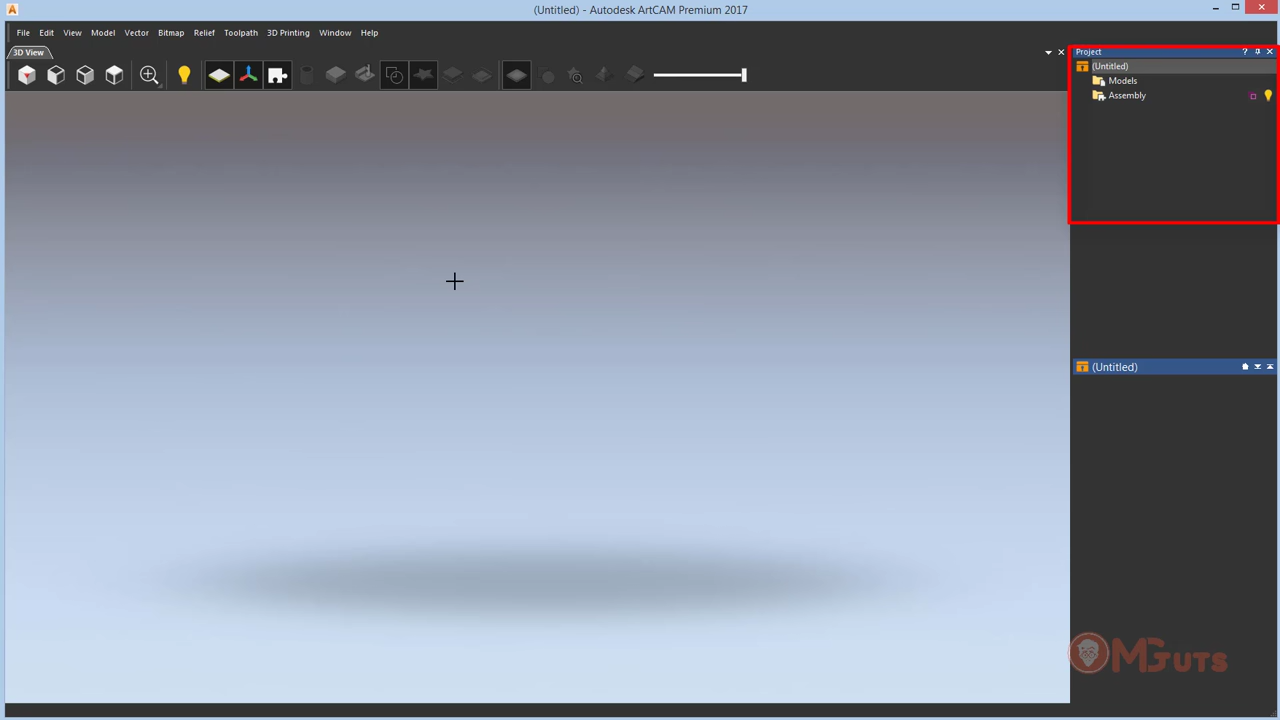 (Untitled) - Autodesk ArtCAM Premium 2017
File Edit View Model Vector Bitmap Relief Toolpath 3D Printing Window Help
3D View
Project
(Untitled)
Models
Assembly
(Untitled)
OMGFUTS